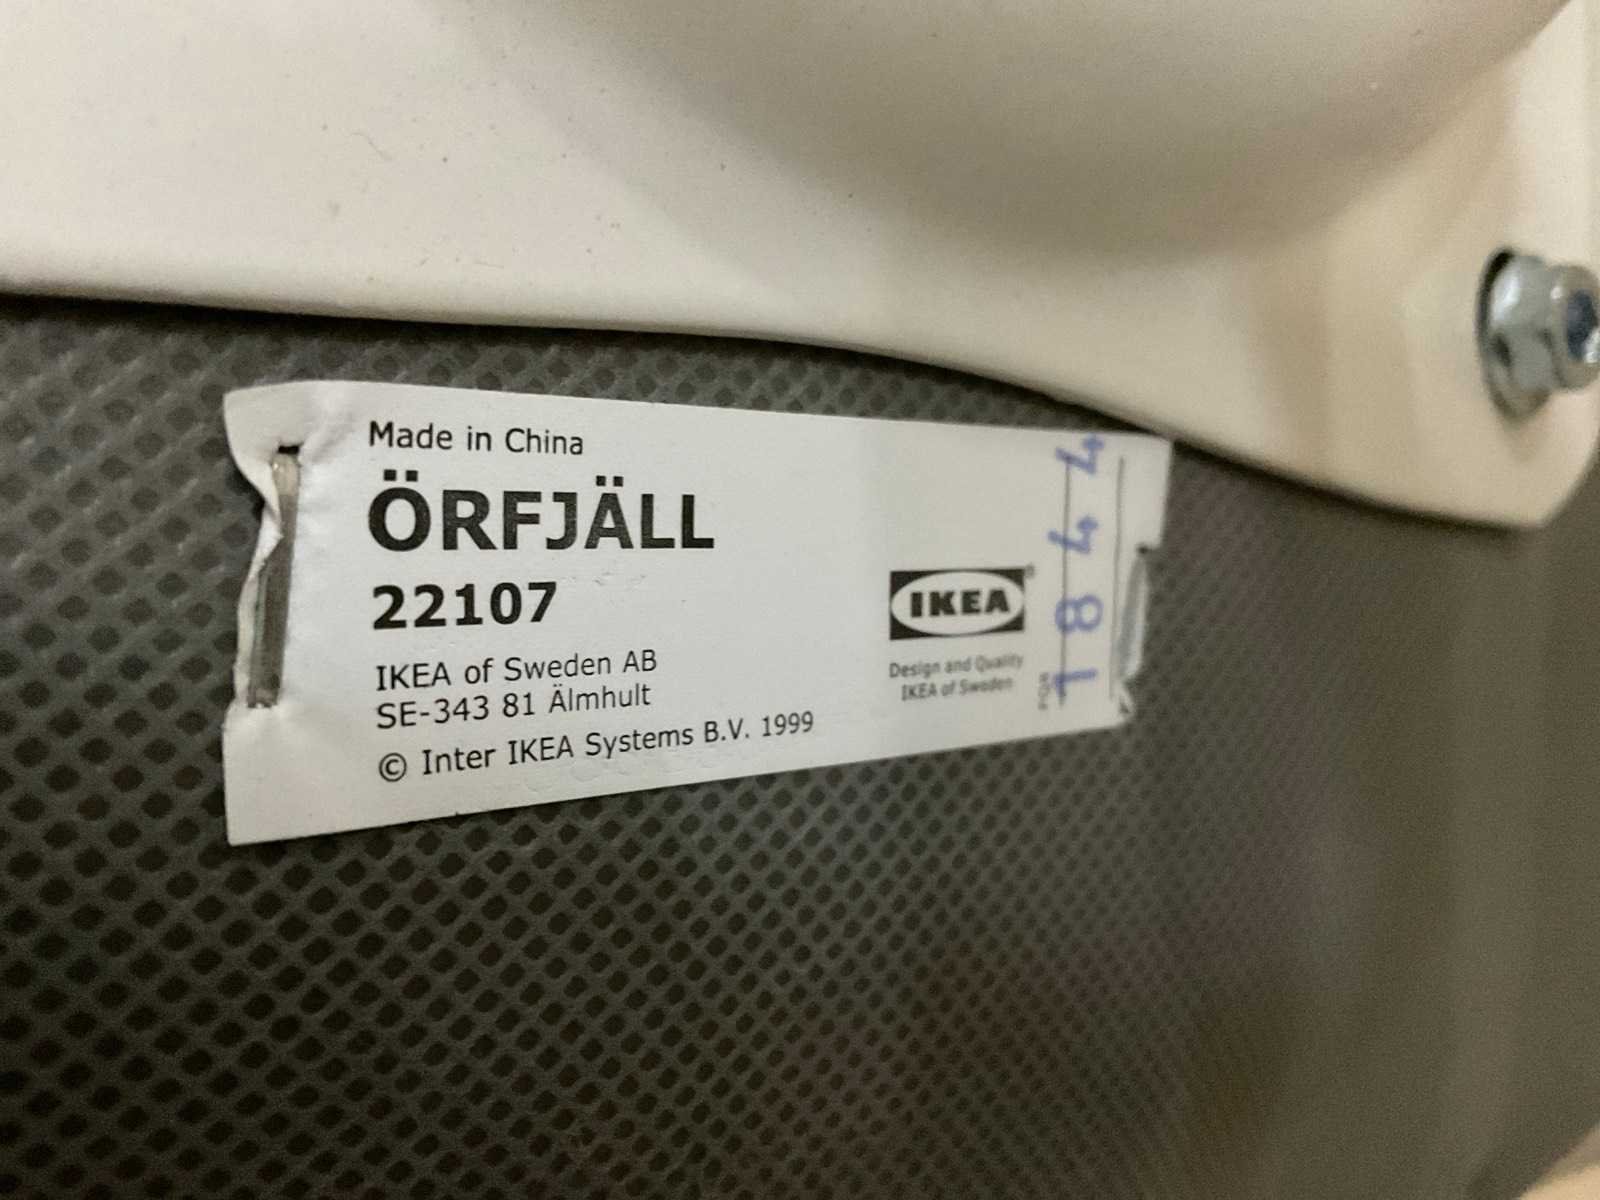 Made in China
ÖRFJÄLL
22107
IKEA of Sweden AB
SE-343 81 Älmhult
© Inter IKEA Systems B.V. 1999
IKEA®
Design and Quality
IKEA of Sweden
1844